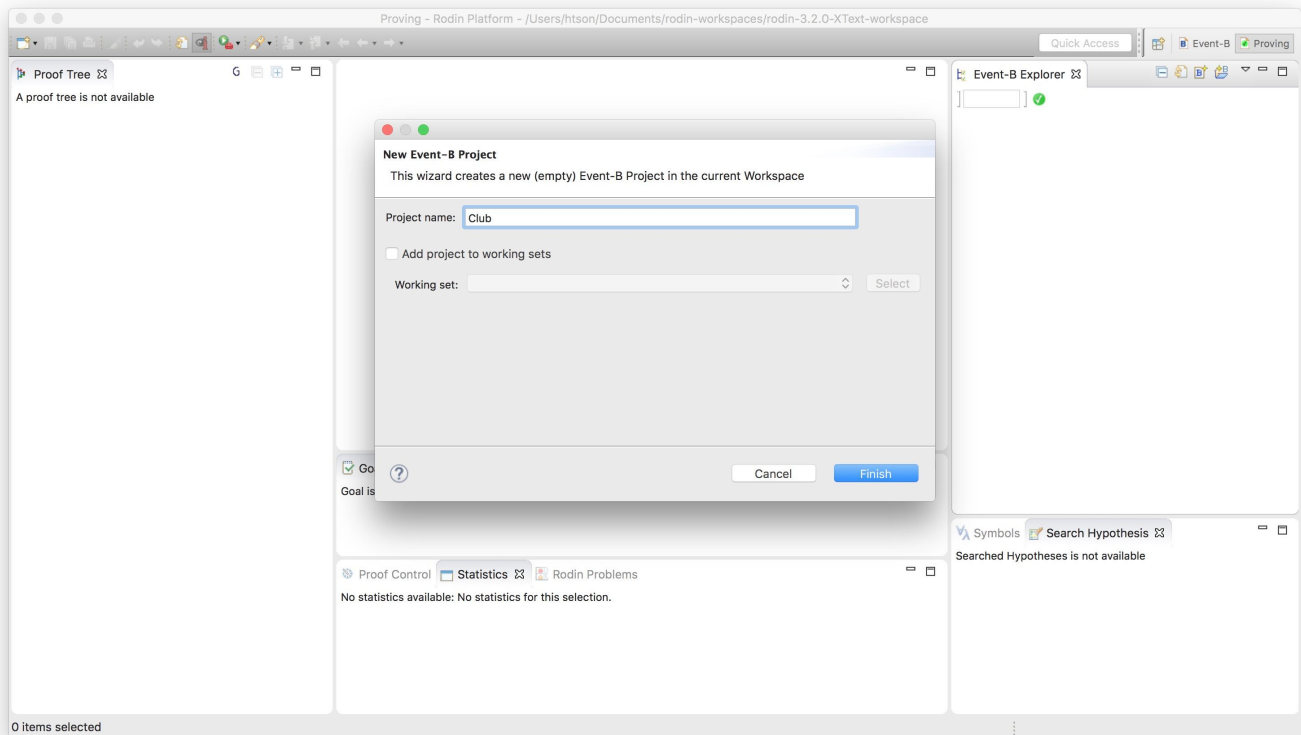 Proving - Rodin Platform - /Users/htson/Documents/rodin-workspaces/rodin-3.2.0-XText-workspace
Quick Access
Event-B
Proving
Proof Tree
A proof tree is not available
Event-B Explorer
New Event-B Project
This wizard creates a new (empty) Event-B Project in the current Workspace
Project name: Club
Add project to working sets
Working set:
Select
Cancel
Finish
Go
Goal is
Symbols
Search Hypothesis
Searched Hypotheses is not available
Proof Control
Statistics
Rodin Problems
No statistics available: No statistics for this selection.
0 items selected